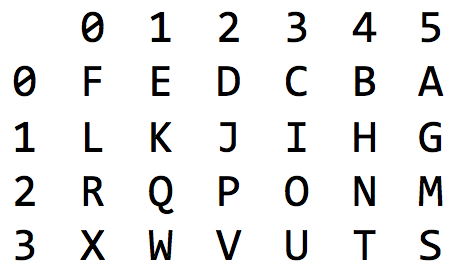 0 1 2 3 4 5
0 F E D C B A
1 L K J I H G
2 R Q P O N M
3 X W V U T S